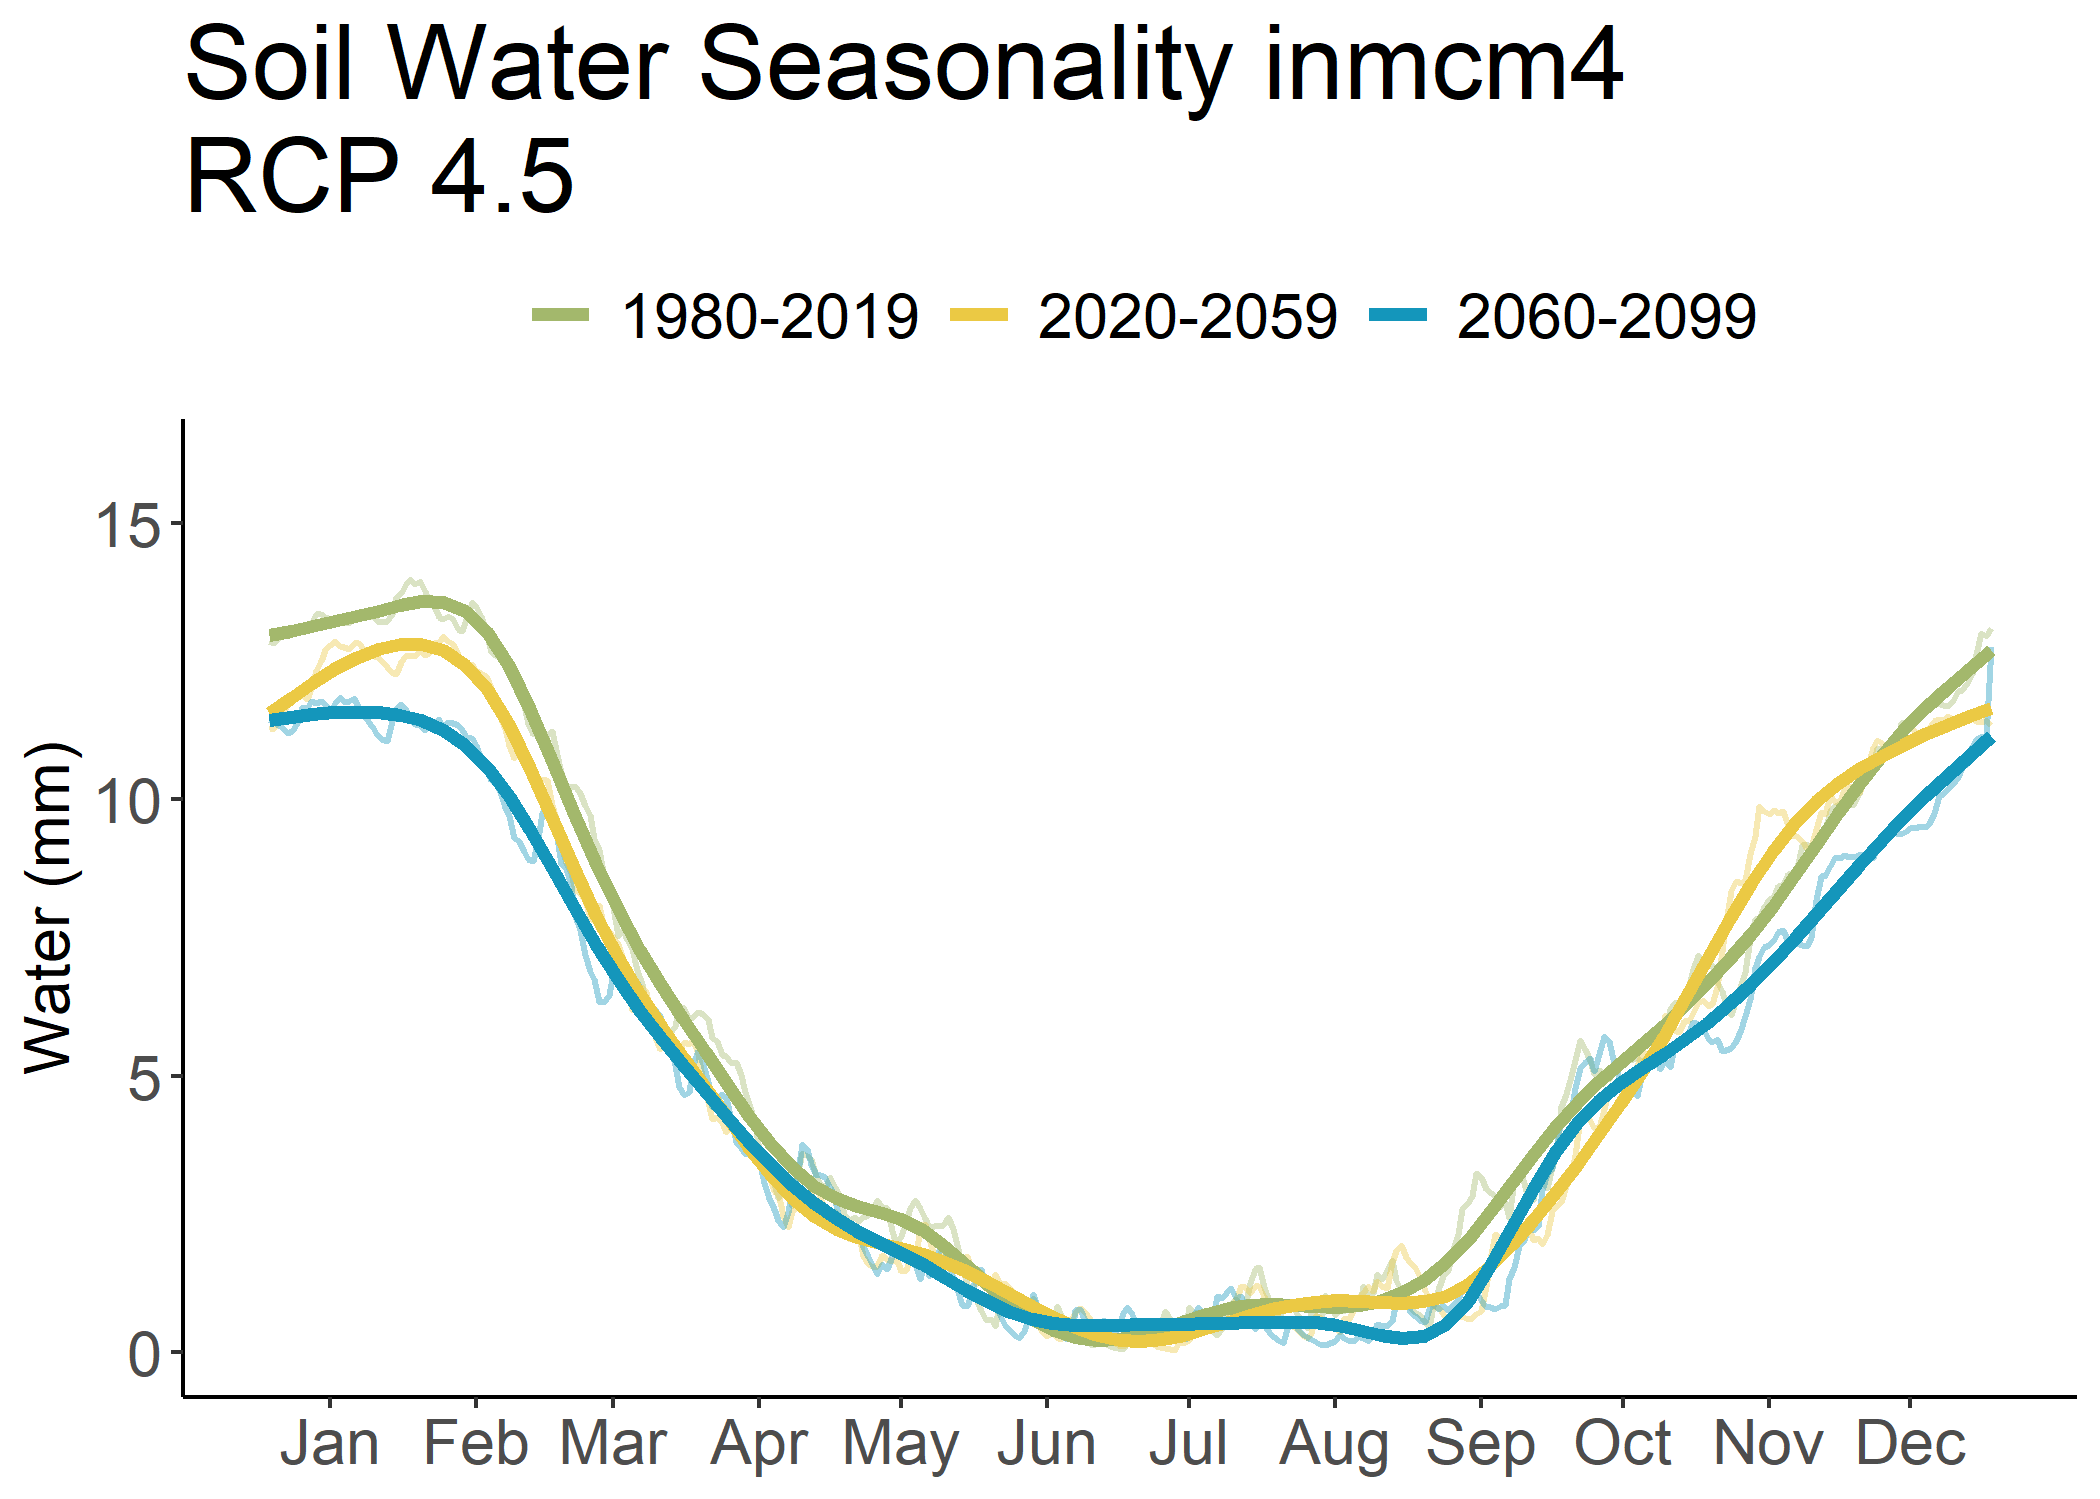 Soil Water Seasonality inmcm4
RCP 4.5
1980-2019 2020-2059 2060-2099
Water (mm)
15
10
5
0
Jan Feb Mar Apr May Jun Jul Aug Sep Oct Nov Dec